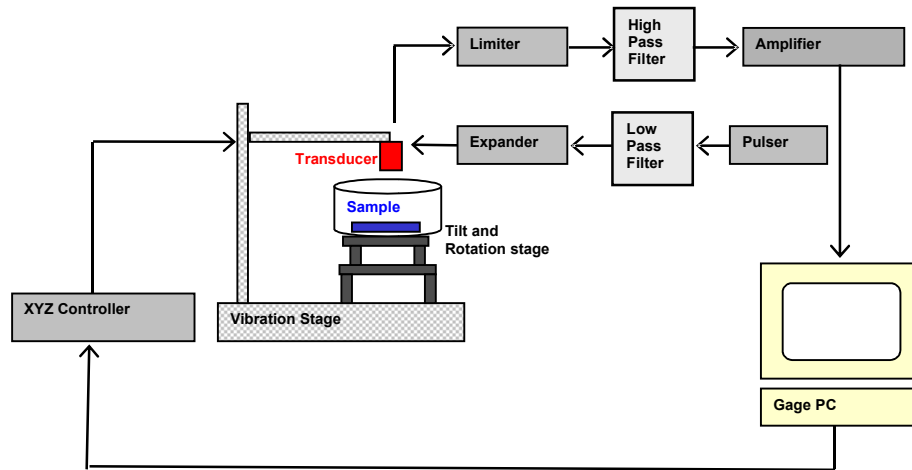 Limiter
High
Pass
Filter
Amplifier
Transducer
Expander
Low
Pass
Filter
Pulser
Sample
Tilt and
Rotation stage
XYZ Controller
Vibration Stage
Gage PC